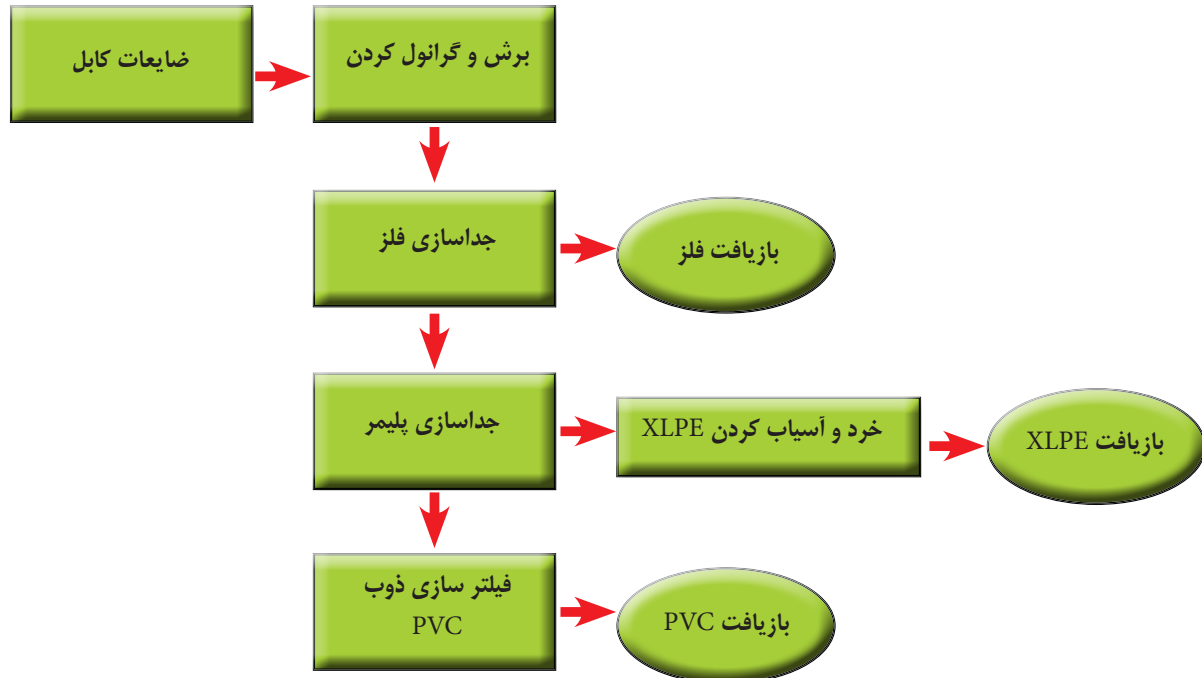 ضایعات کابل
برش و گرانول کردن
جداسازی فلز
بازیافت فلز
جداسازی پلیمر
خرد و آسیاب کردن XLPE
بازیافت XLPE
فیلتر سازی ذوب
PVC
بازیافت PVC